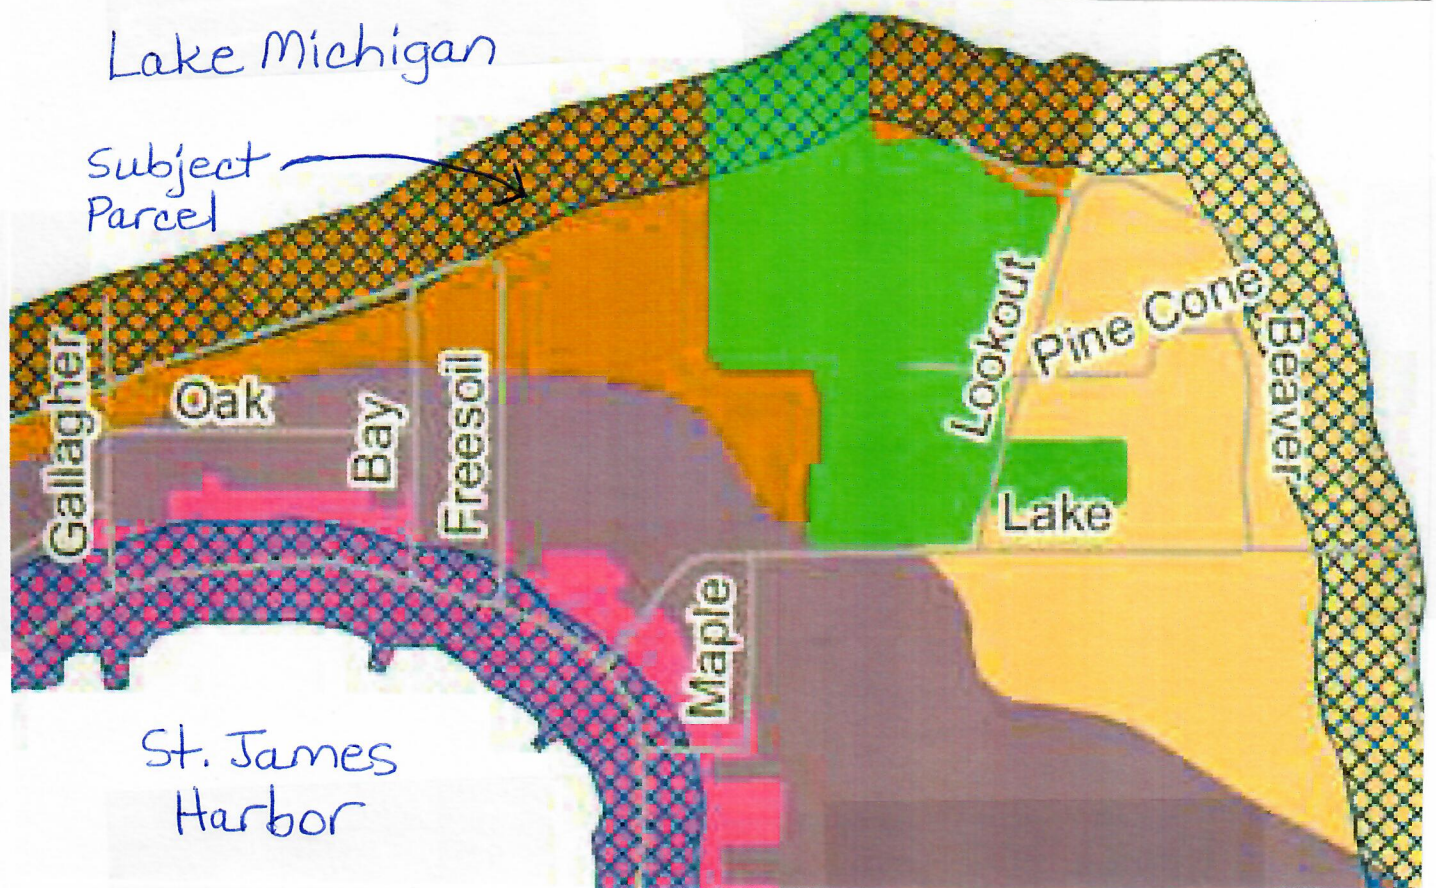 Lake Michigan
Subject
Parcel
Gallagher
Oak
Bay
Freesoil
Lookout
Pine Cone
Beaver
Lake
Maple
St. James
Harbor